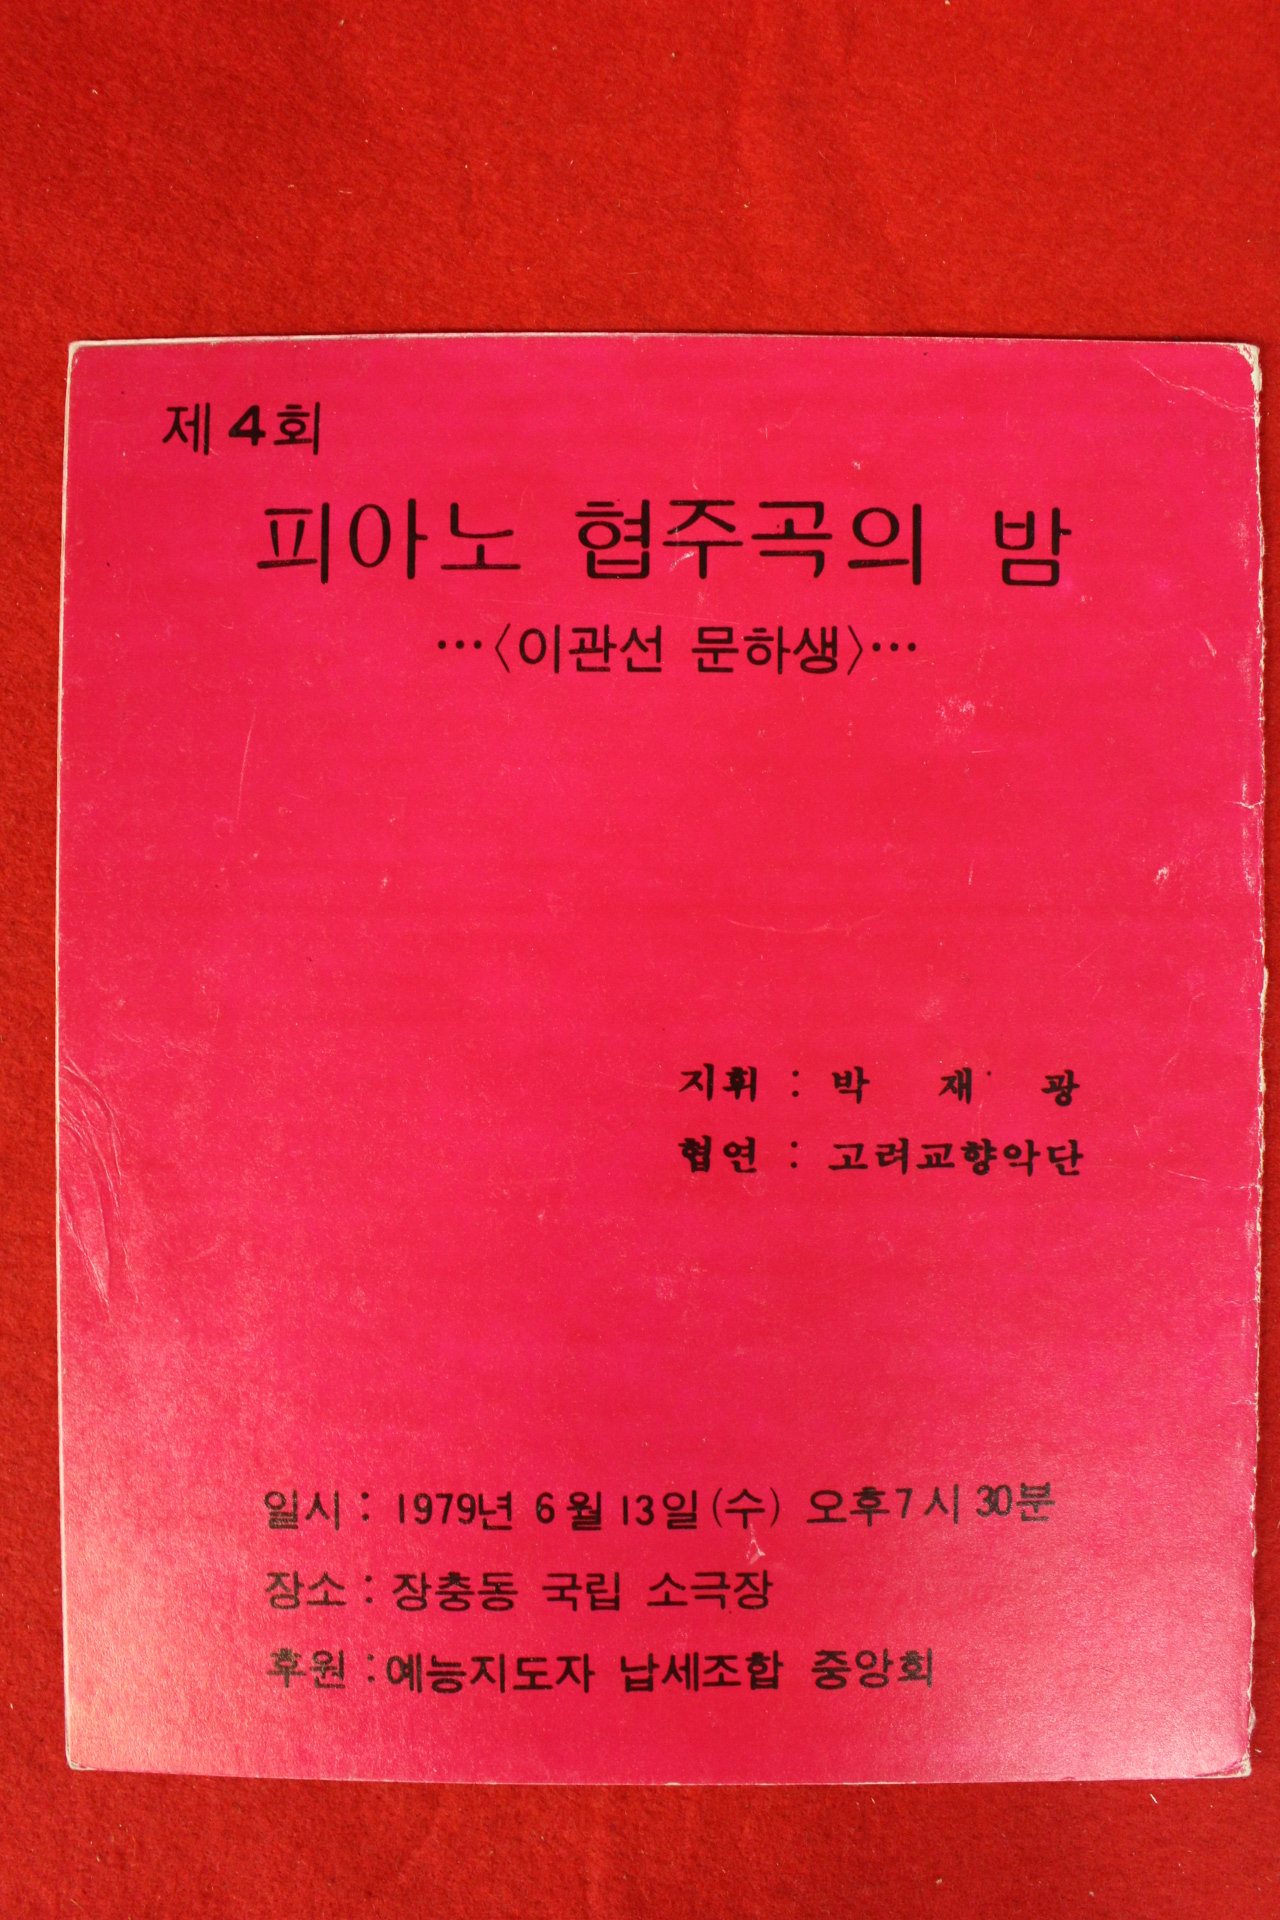 제4회
피아노 협주곡의 밤
···〈이관선 문하생〉···
지휘 : 박 재 광
협연 : 고려교향악단
일시 : 1979년 6월 13일 (수) 오후7시 30분
장소 : 장충동 국립 소극장
후원 : 예능지도자 납세조합 중앙회